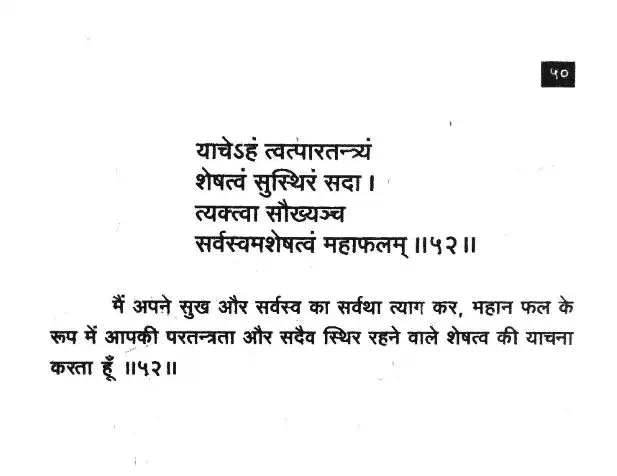 ५०
याचेऽहं त्वत्पारतन्त्र्यं
शेषत्वं सुस्थिरं सदा ।
त्यक्त्वा सौख्यञ्च
सर्वस्वमशेषत्वं महाफलम् ॥५२॥
मैं अपने सुख और सर्वस्व का सर्वथा त्याग कर, महान फल के
रूप में आपकी परतन्त्रता और सदैव स्थिर रहने वाले शेषत्व की याचना
करता हूँ ॥५२॥